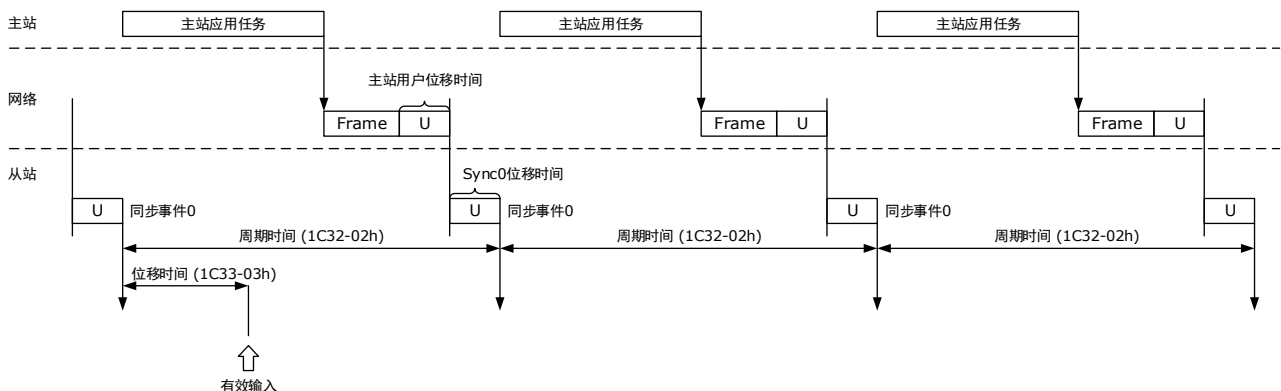 主站
主站应用任务
主站应用任务
主站应用任务
网络
主站用户位移时间
Frame
U
Frame
U
Frame
U
从站
Sync0位移时间
U
同步事件0
U
同步事件0
U
同步事件0
U
周期时间 (1C32-02h)
周期时间 (1C32-02h)
周期时间 (1C32-02h)
位移时间 (1C33-03h)
有效输入